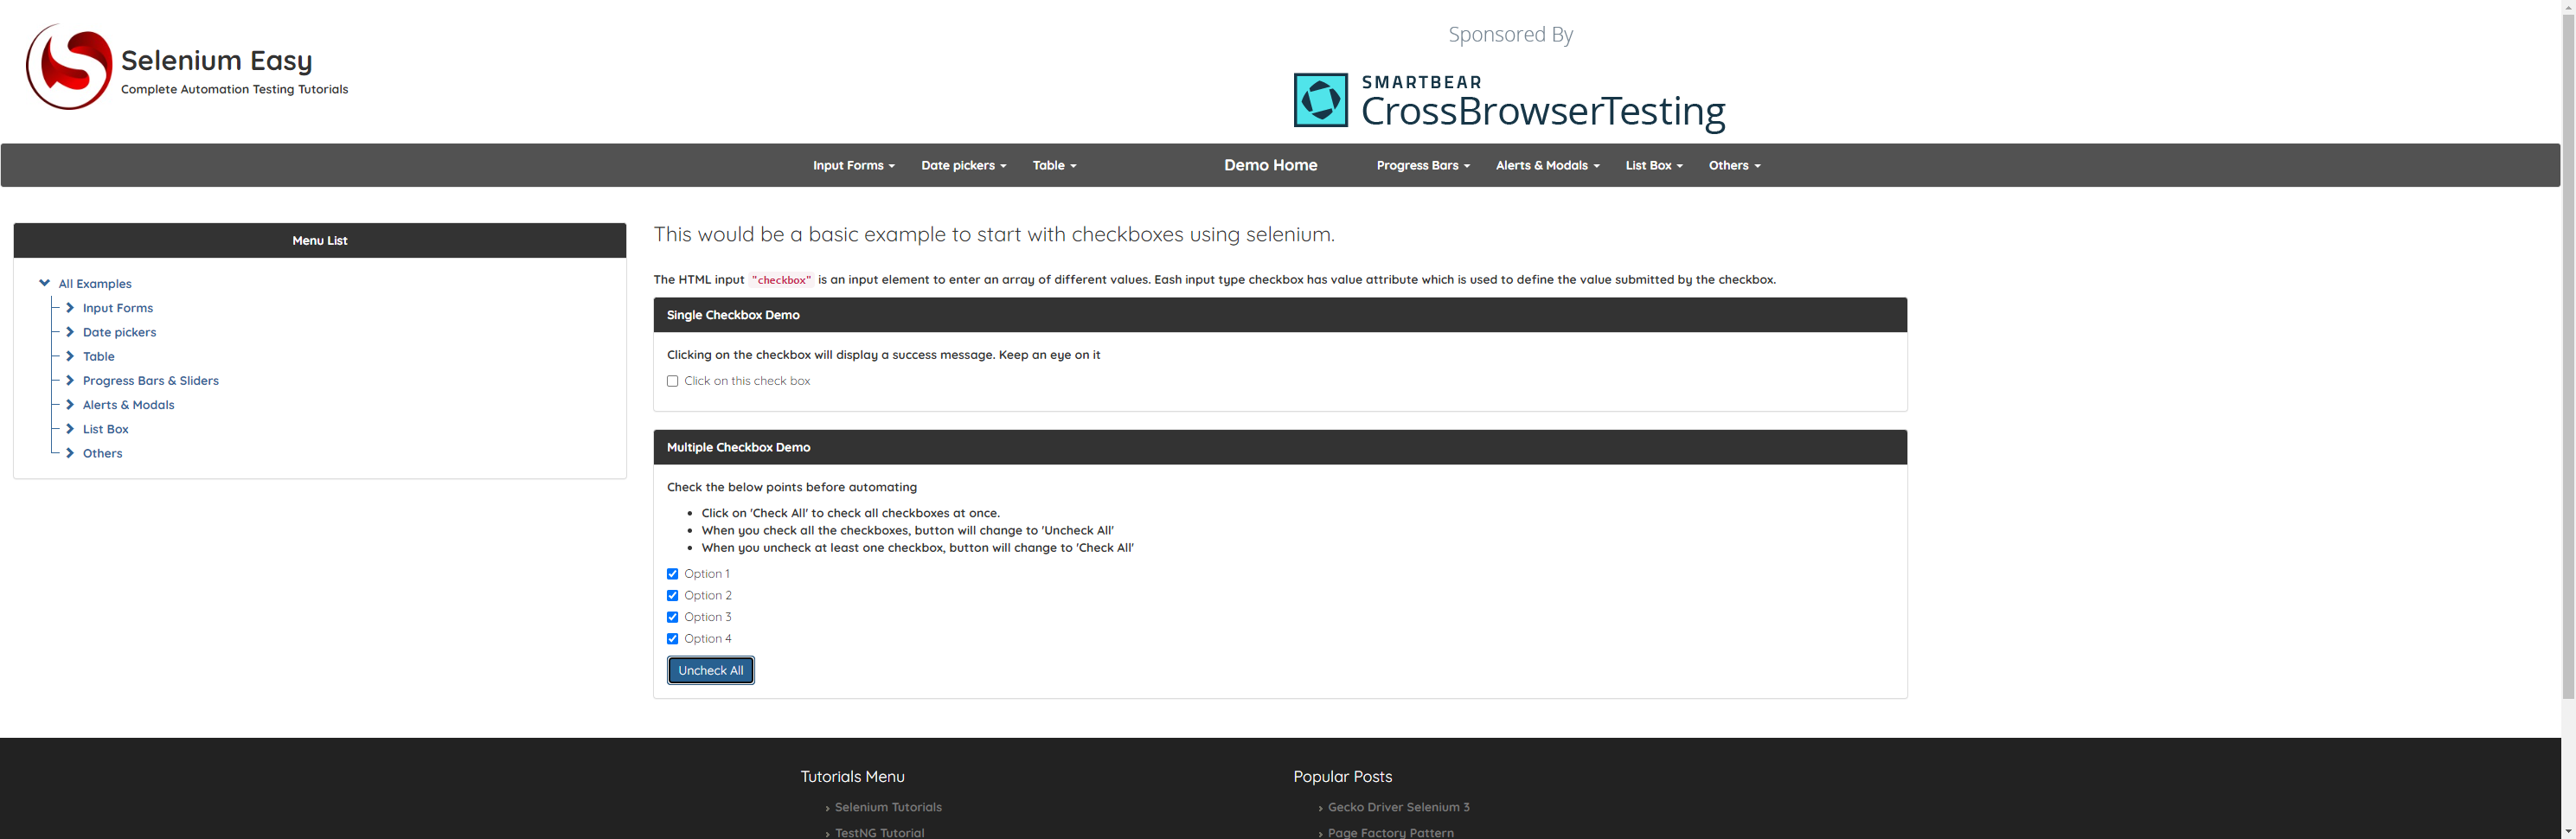 Selenium Easy
Complete Automation Testing Tutorials
Sponsored By
SMARTBEAR
CrossBrowserTesting
Input Forms Date pickers Table Demo Home Progress Bars Alerts & Modals List Box Others
Menu List
All Examples
Input Forms
Date pickers
Table
Progress Bars & Sliders
Alerts & Modals
List Box
Others
This would be a basic example to start with checkboxes using selenium.
The HTML input "checkbox" is an input element to enter an array of different values. Eash input type checkbox has value attribute which is used to define the value submitted by the checkbox.
Single Checkbox Demo
Clicking on the checkbox will display a success message. Keep an eye on it
Click on this check box
Multiple Checkbox Demo
Check the below points before automating
• Click on 'Check All' to check all checkboxes at once.
• When you check all the checkboxes, button will change to 'Uncheck All'
• When you uncheck at least one checkbox, button will change to 'Check All'
Option 1
Option 2
Option 3
Option 4
Uncheck All
Tutorials Menu
Selenium Tutorials
TestNG Tutorial
Popular Posts
Gecko Driver Selenium 3
Page Factory Pattern